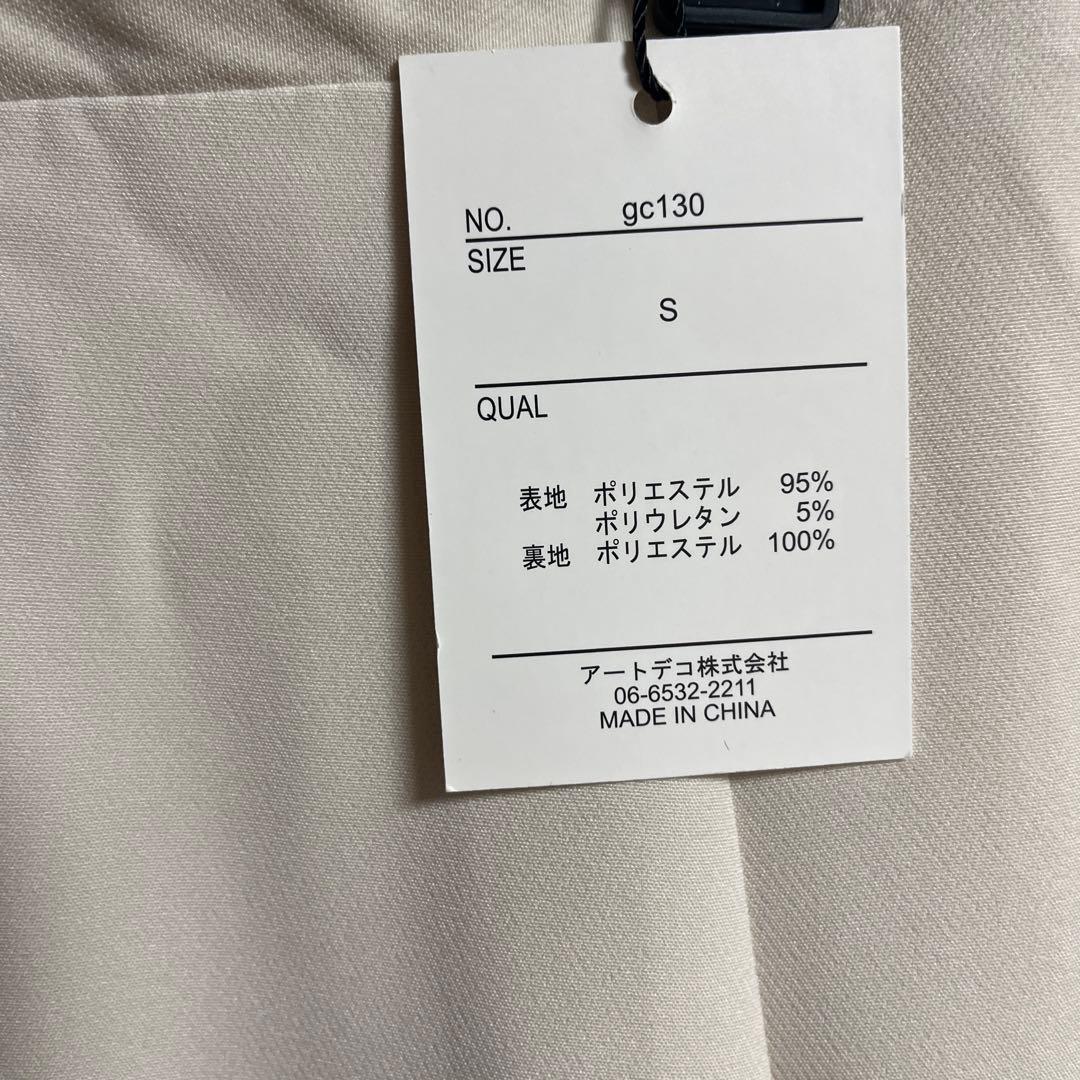 NO. gc130
SIZE
S
QUAL
表地 ポリエステル 95%
ポリウレタン 5%
裏地 ポリエステル 100%
アートデコ株式会社
06-6532-2211
MADE IN CHINA